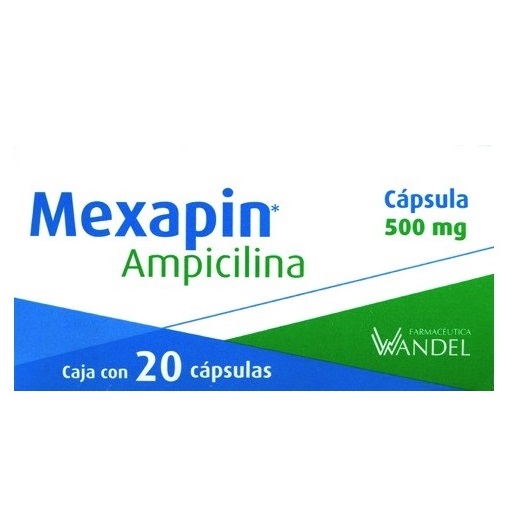 Mexapin*
Ampicilina
Cápsula
500 mg
Caja con 20 cápsulas
FARMACÉUTICA
WANDEL